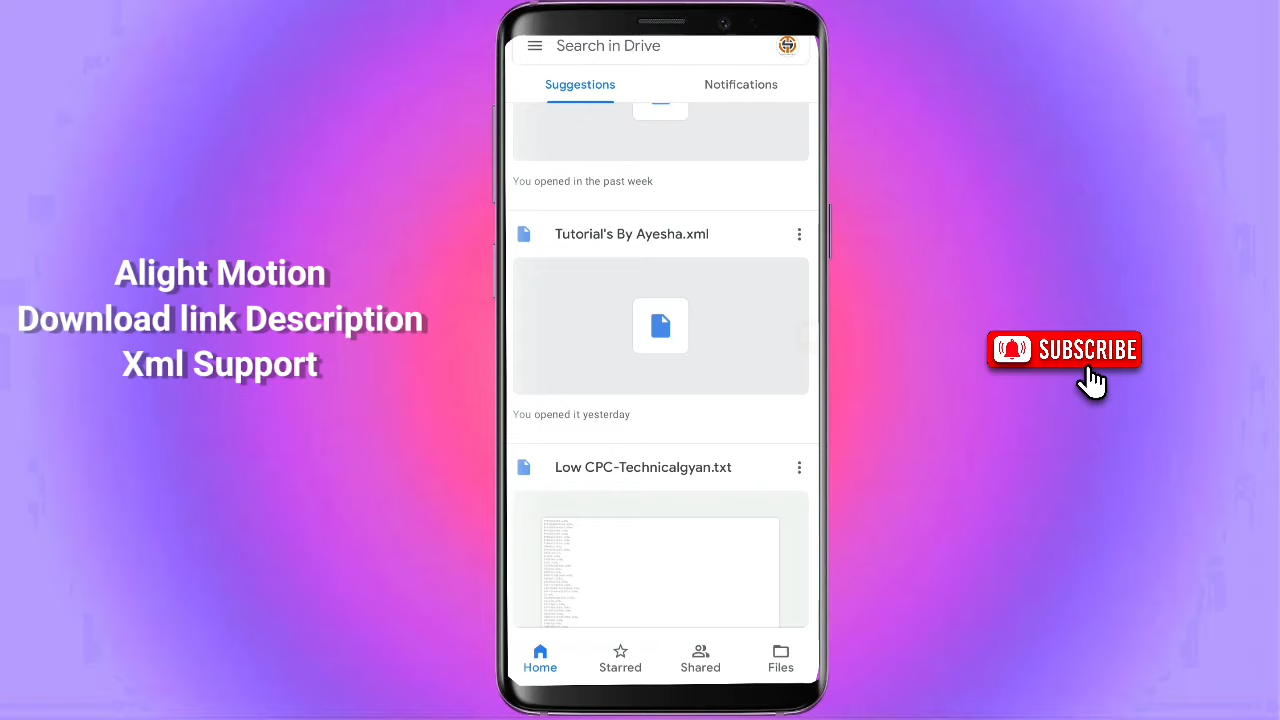 Search in Drive
Suggestions
Notifications
You opened in the past week
Tutorial's By Ayesha.xml
You opened it yesterday
Low CPC-Technicalgyan.txt
Home
Starred
Shared
Files
Alight Motion
Download link Description
Xml Support
SUBSCRIBE